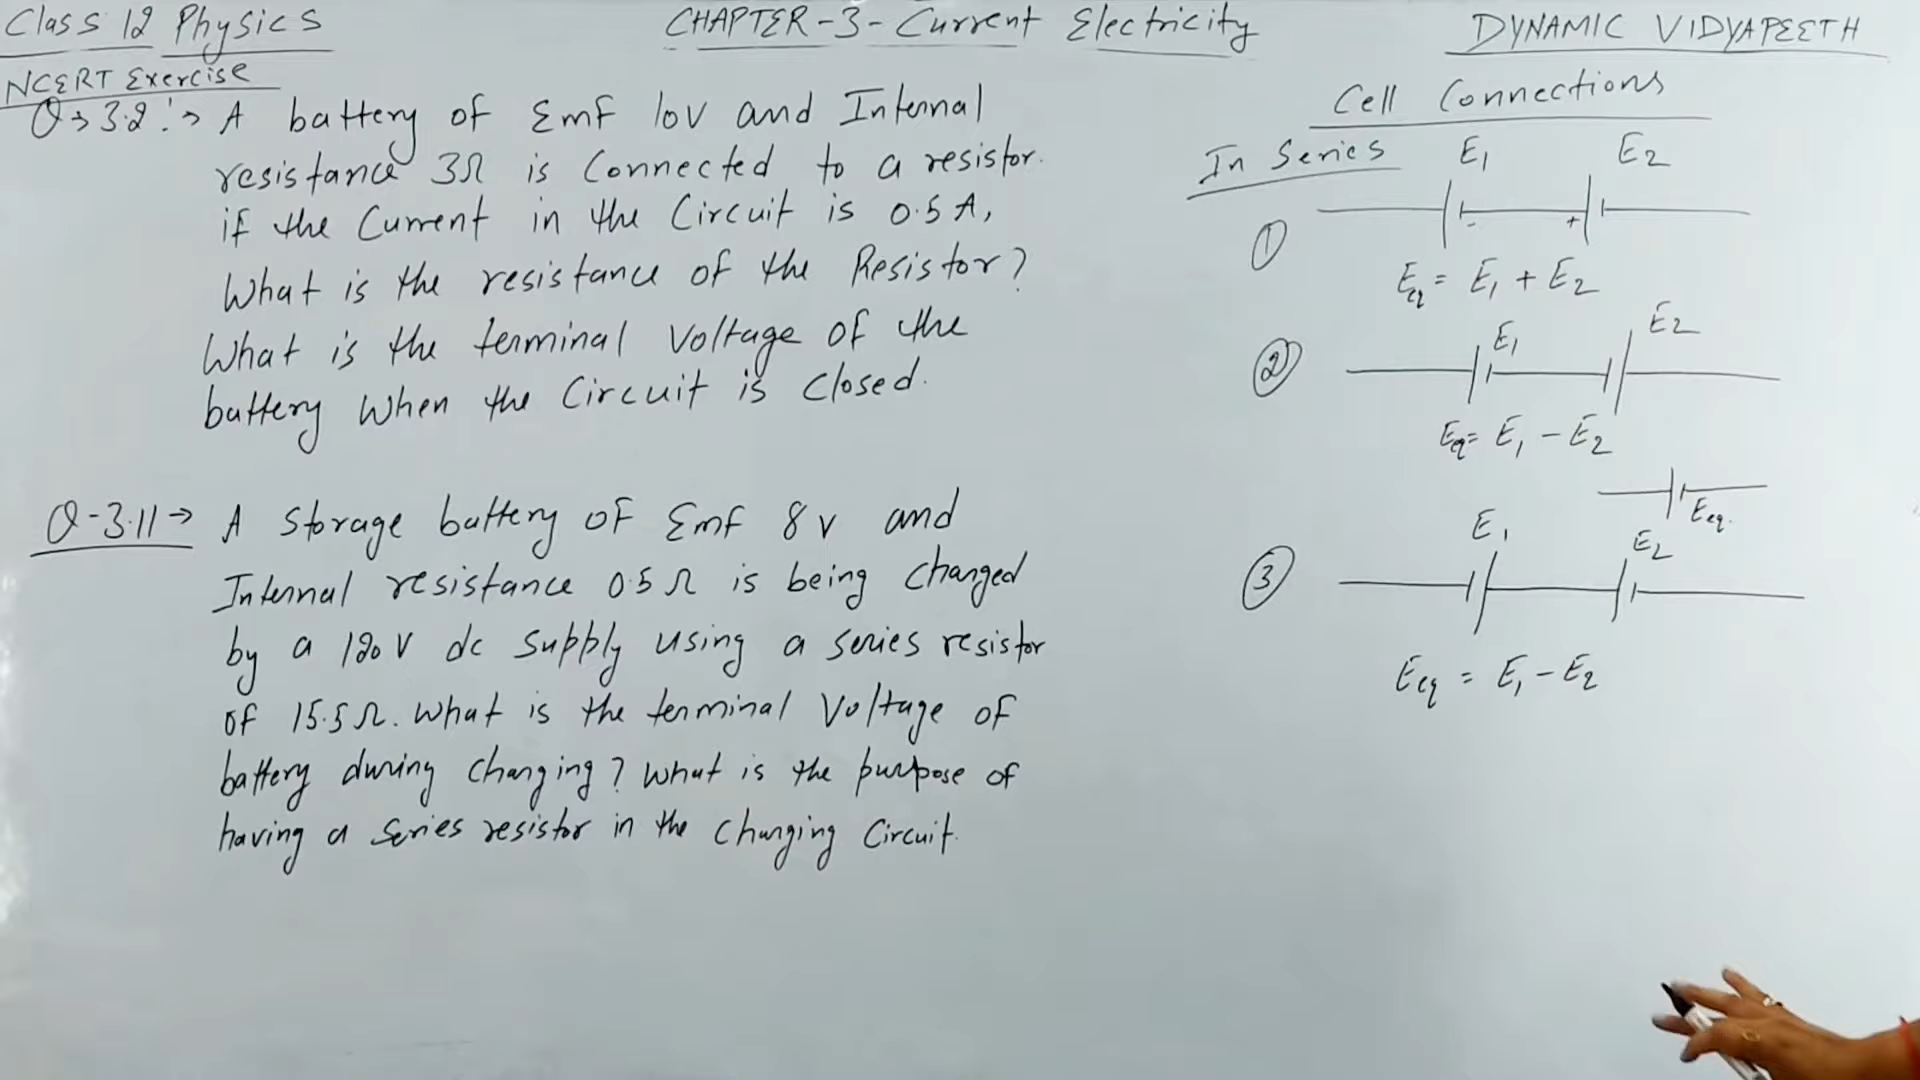 Class 12 Physics
CHAPTER-3-Current Electricity
DYNAMIC VIDYAPEETH
NCERT Exercise
Q→3.2:→ A battery of Emf 10V and Internal
resistance 3Ω is Connected to a resistor.
if the Current in the Circuit is 0.5 A,
What is the resistance of the Resistor?
What is the terminal Voltage of the
battery When the Circuit is Closed.
Q-3.11→ A Storage battery of Emf 8V and
Internal resistance 0.5 Ω is being Charged
by a 120V dc Supply using a series resistor
of 15.5Ω. What is the terminal Voltage of
battery during Charging? What is the purpose of
having a Series resistor in the Charging Circuit.
Cell Connections
In Series
E1 E2
- +
①
Eeq = E1 + E2
E1 E2
②
Eeq = E1 - E2
Eeq.
E1 E2
③
Eeq = E1 - E2